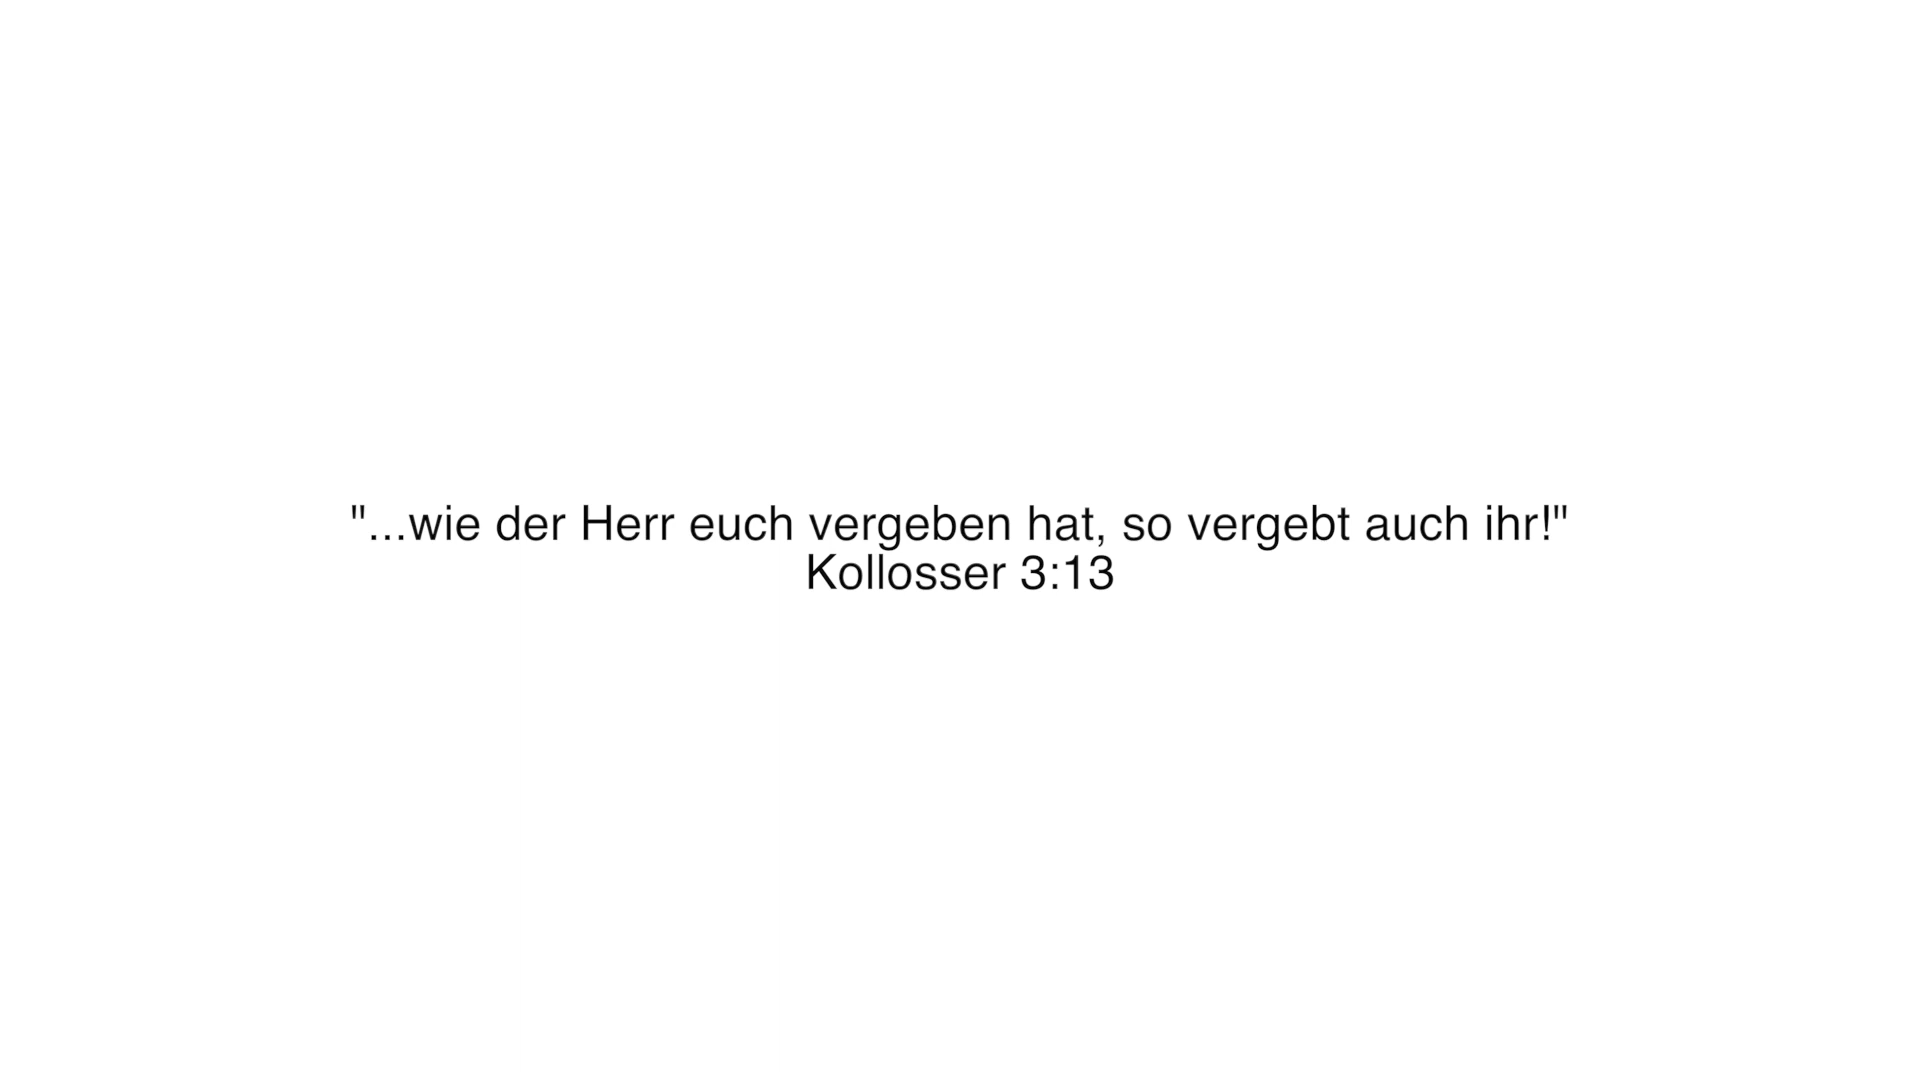 "...wie der Herr euch vergeben hat, so vergebt auch ihr!"
Kollosser 3:13